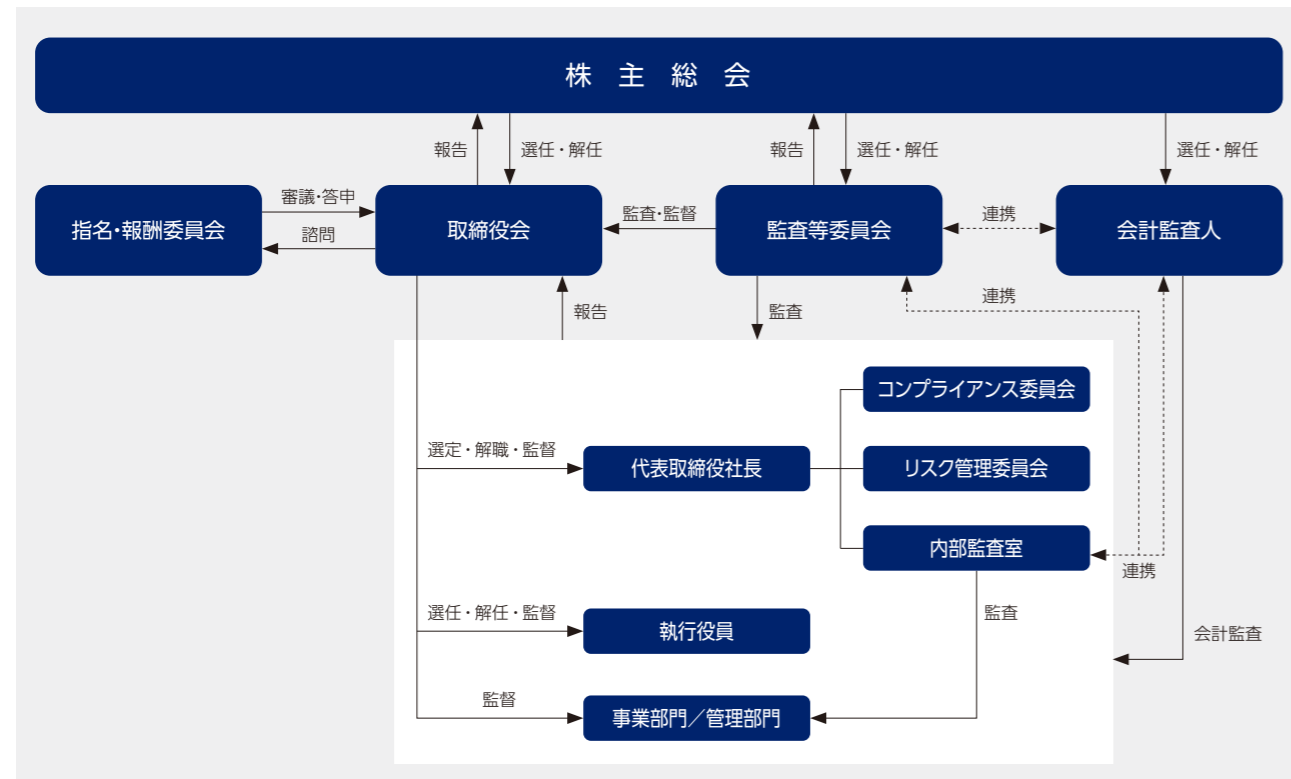 株主総会
報告
選任・解任
報告
選任・解任
選任・解任
指名・報酬委員会
審議・答申
諮問
取締役会
監査・監督
監査等委員会
連携
会計監査人
報告
監査
連携
コンプライアンス委員会
選定・解職・監督
代表取締役社長
リスク管理委員会
内部監査室
連携
選任・解任・監督
執行役員
監査
会計監査
監督
事業部門／管理部門